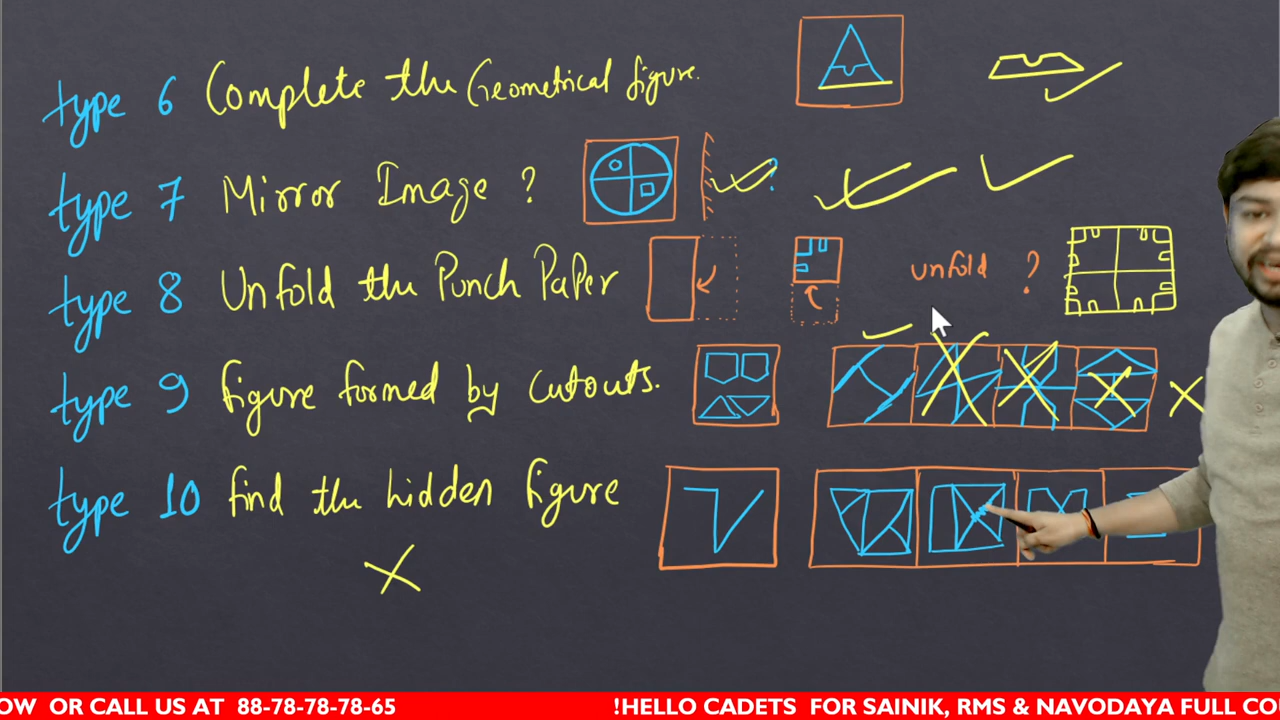 type 6 Complete the Geometrical figure.
type 7 Mirror Image ?
?
type 8 Unfold the Punch Paper
unfold ?
type 9 figure formed by cutouts.
type 10 find the hidden figure
OW OR CALL US AT 88-78-78-78-65 !HELLO CADETS FOR SAINIK, RMS & NAVODAYA FULL CO